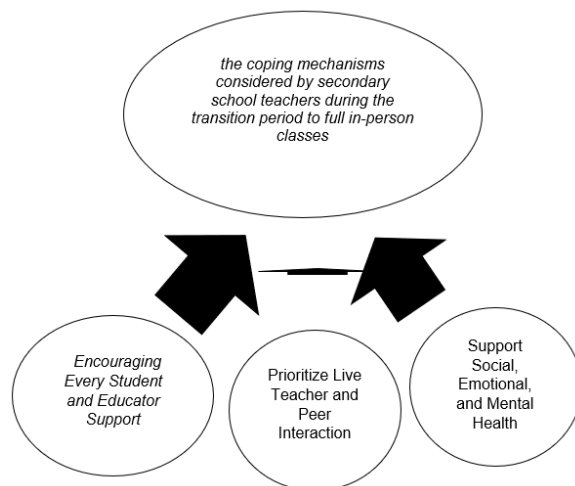 the coping mechanisms
considered by secondary
school teachers during the
transition period to full in-person
classes
Encouraging
Every Student
and Educator
Support
Prioritize Live
Teacher and
Peer
Interaction
Support
Social,
Emotional,
and Mental
Health